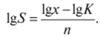 lgS = (lgx − lgK) / n.